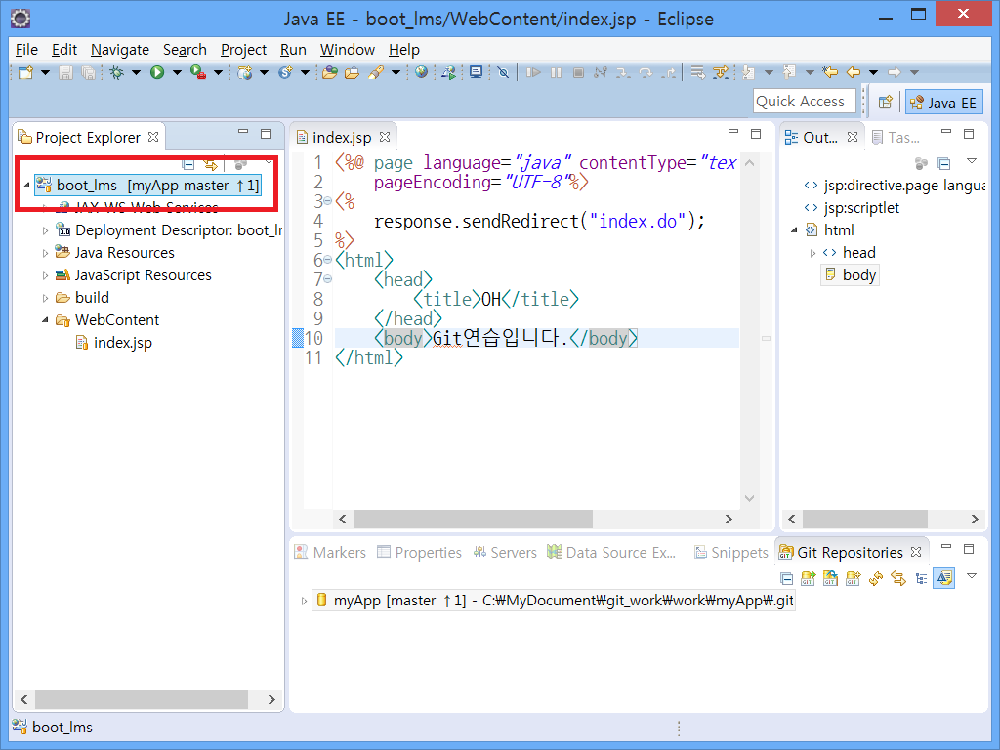 Java EE - boot_lms/WebContent/index.jsp - Eclipse
File Edit Navigate Search Project Run Window Help
Quick Access
Java EE
Project Explorer
boot_lms [myApp master ↑1]
JAX-WS Web Services
Deployment Descriptor: boot_lr
Java Resources
JavaScript Resources
build
WebContent
index.jsp
index.jsp
1 <%@ page language="java" contentType="tex
2 pageEncoding="UTF-8"%>
3 <%
4 response.sendRedirect("index.do");
5 %>
6 <html>
7 <head>
8 <title>OH</title>
9 </head>
10 <body>Git연습입니다.</body>
11 </html>
Out... Tas...
jsp:directive.page langua
jsp:scriptlet
html
head
body
Markers Properties Servers Data Source Ex... Snippets Git Repositories
myApp [master ↑1] - C:₩MyDocument₩git_work₩work₩myApp₩.git
boot_lms